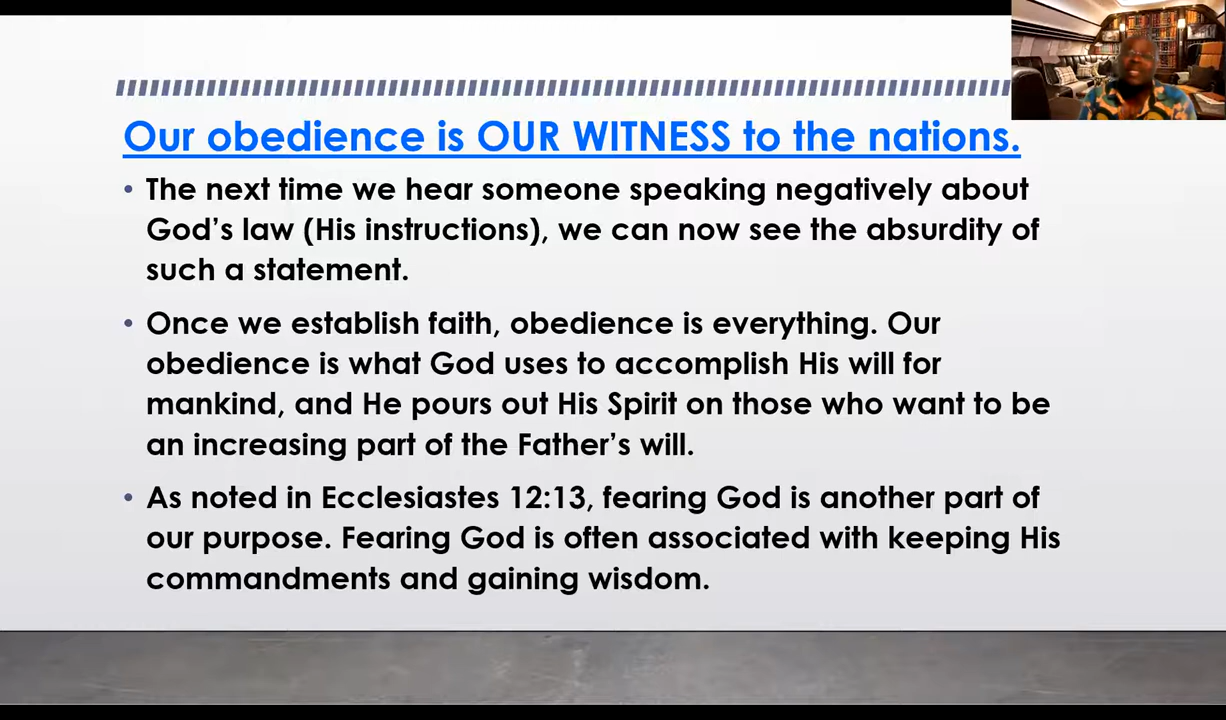 Our obedience is OUR WITNESS to the nations.
• The next time we hear someone speaking negatively about
God’s law (His instructions), we can now see the absurdity of
such a statement.
• Once we establish faith, obedience is everything. Our
obedience is what God uses to accomplish His will for
mankind, and He pours out His Spirit on those who want to be
an increasing part of the Father’s will.
• As noted in Ecclesiastes 12:13, fearing God is another part of
our purpose. Fearing God is often associated with keeping His
commandments and gaining wisdom.